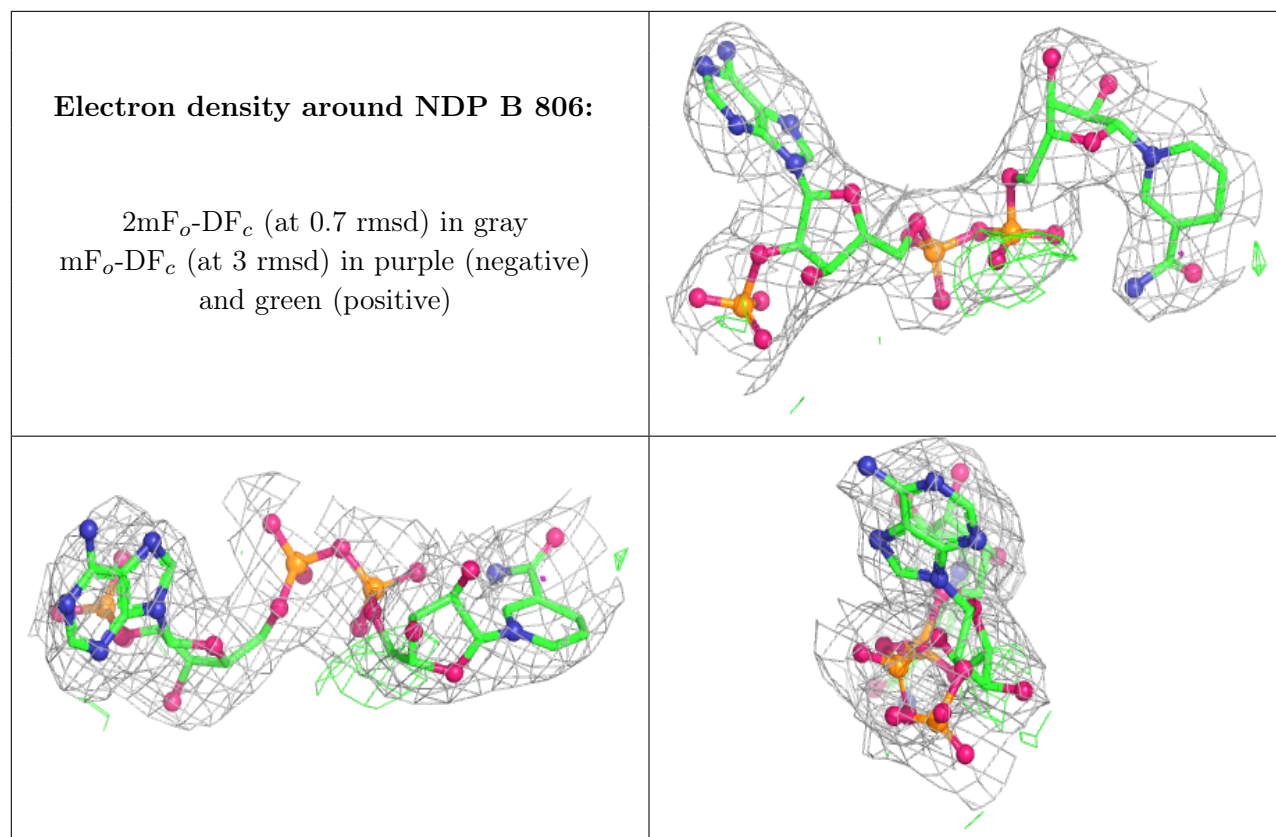 Electron density around NDP B 806:
2mFo-DFc (at 0.7 rmsd) in gray
mFo-DFc (at 3 rmsd) in purple (negative)
and green (positive)